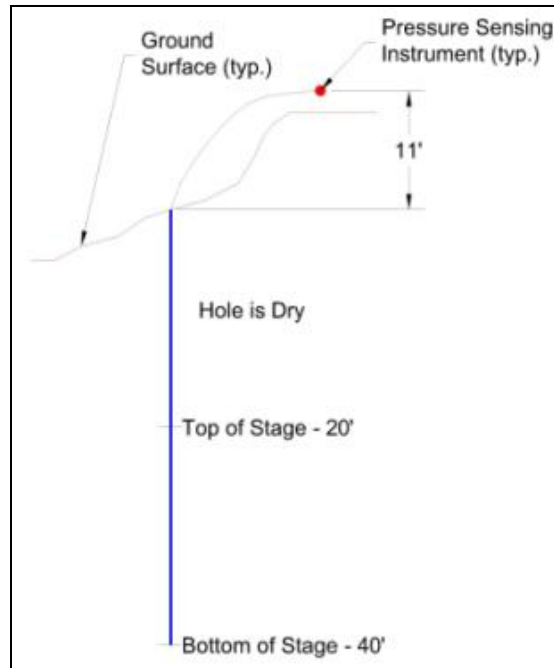 Ground
Surface (typ.)
Pressure Sensing
Instrument (typ.)
11'
Hole is Dry
Top of Stage - 20'
Bottom of Stage - 40'